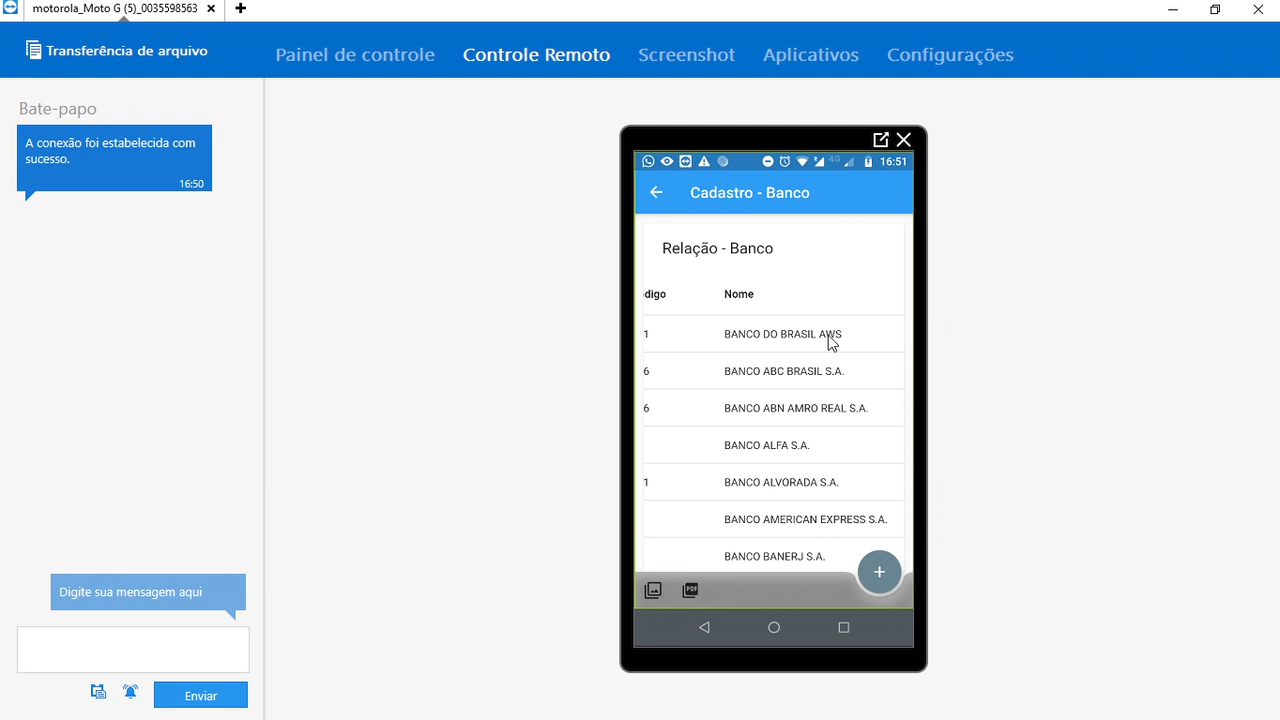 motorola_Moto G (5)_0035598563
Transferência de arquivo
Painel de controle
Controle Remoto
Screenshot
Aplicativos
Configurações
Bate-papo
A conexão foi estabelecida com
sucesso.
16:50
4G
16:51
Cadastro - Banco
Relação - Banco
digo
Nome
1
BANCO DO BRASIL AWS
6
BANCO ABC BRASIL S.A.
6
BANCO ABN AMRO REAL S.A.
BANCO ALFA S.A.
1
BANCO ALVORADA S.A.
BANCO AMERICAN EXPRESS S.A.
BANCO BANERJ S.A.
PDF
Digite sua mensagem aqui
Enviar